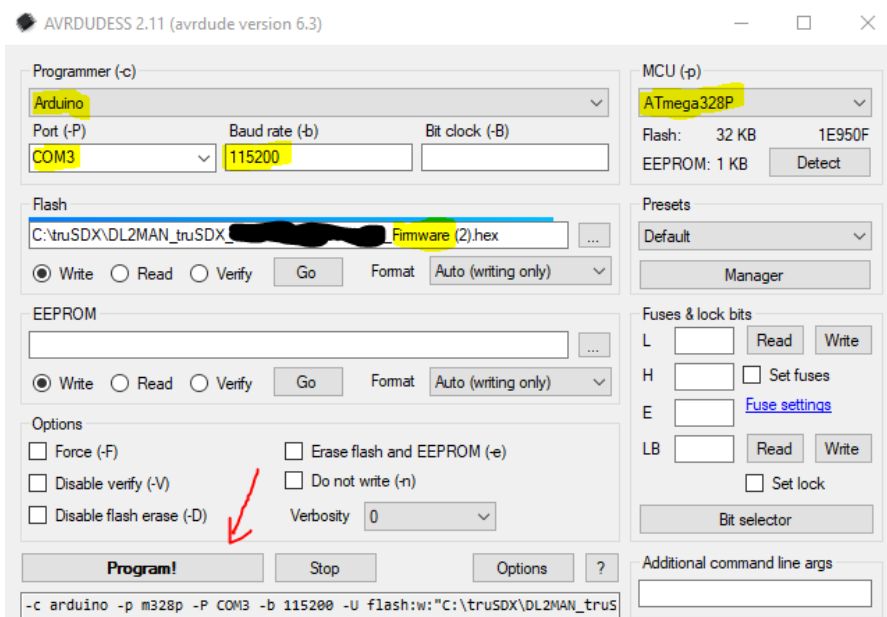 AVRDUDESS 2.11 (avrdude version 6.3)
Programmer (-c)
Arduino
Port (-P) Baud rate (-b) Bit clock (-B)
COM3 115200
MCU (-p)
ATmega328P
Flash: 32 KB 1E950F
EEPROM: 1 KB Detect
Flash
C:\truSDX\DL2MAN_truSDX_ _Firmware (2).hex ...
Write Read Verify Go Format Auto (writing only)
Presets
Default
Manager
EEPROM
...
Write Read Verify Go Format Auto (writing only)
Fuses & lock bits
L Read Write
H Set fuses
E Fuse settings
LB Read Write
Set lock
Bit selector
Options
Force (-F) Erase flash and EEPROM (-e)
Disable verify (-V) Do not write (-n)
Disable flash erase (-D) Verbosity 0
Program! Stop Options ?
Additional command line args
-c arduino -p m328p -P COM3 -b 115200 -U flash:w:"C:\truSDX\DL2MAN_truS